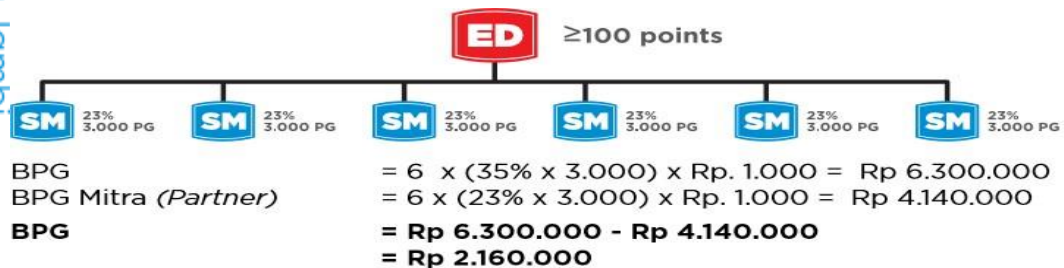 ED ≥100 points
SM 23% SM 23% SM 23% SM 23% SM 23% SM 23%
3.000 PG 3.000 PG 3.000 PG 3.000 PG 3.000 PG 3.000 PG
BPG = 6 x (35% x 3.000) x Rp. 1.000 = Rp 6.300.000
BPG Mitra (Partner) = 6 x (23% x 3.000) x Rp. 1.000 = Rp 4.140.000
BPG = Rp 6.300.000 - Rp 4.140.000
= Rp 2.160.000